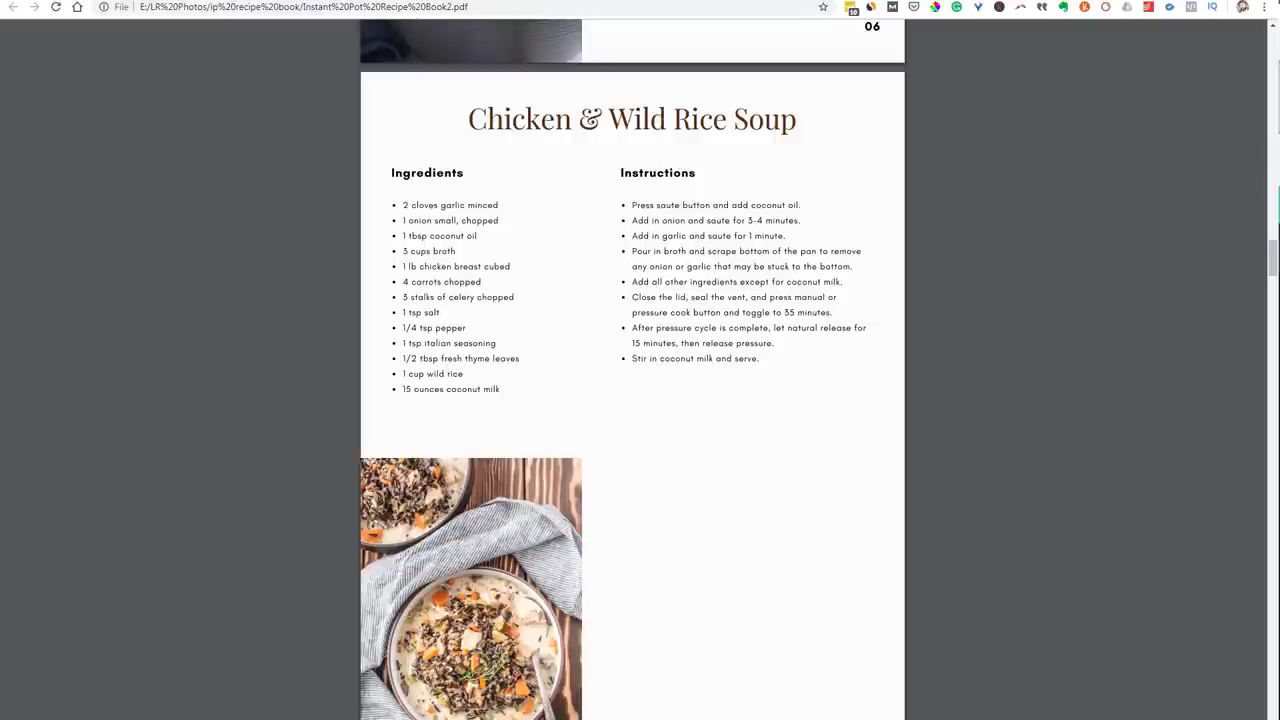 File
E:/LR%20Photos/ip%20recipe%20book/Instant%20Pot%20Recipe%20Book2.pdf
10
06
Chicken & Wild Rice Soup
Ingredients
2 cloves garlic minced
1 onion small, chopped
1 tbsp coconut oil
3 cups broth
1 lb chicken breast cubed
4 carrots chopped
3 stalks of celery chopped
1 tsp salt
1/4 tsp pepper
1 tsp italian seasoning
1/2 tbsp fresh thyme leaves
1 cup wild rice
15 ounces coconut milk
Instructions
Press saute button and add coconut oil.
Add in onion and saute for 3-4 minutes.
Add in garlic and saute for 1 minute.
Pour in broth and scrape bottom of the pan to remove
any onion or garlic that may be stuck to the bottom.
Add all other ingredients except for coconut milk.
Close the lid, seal the vent, and press manual or
pressure cook button and toggle to 35 minutes.
After pressure cycle is complete, let natural release for
15 minutes, then release pressure.
Stir in coconut milk and serve.